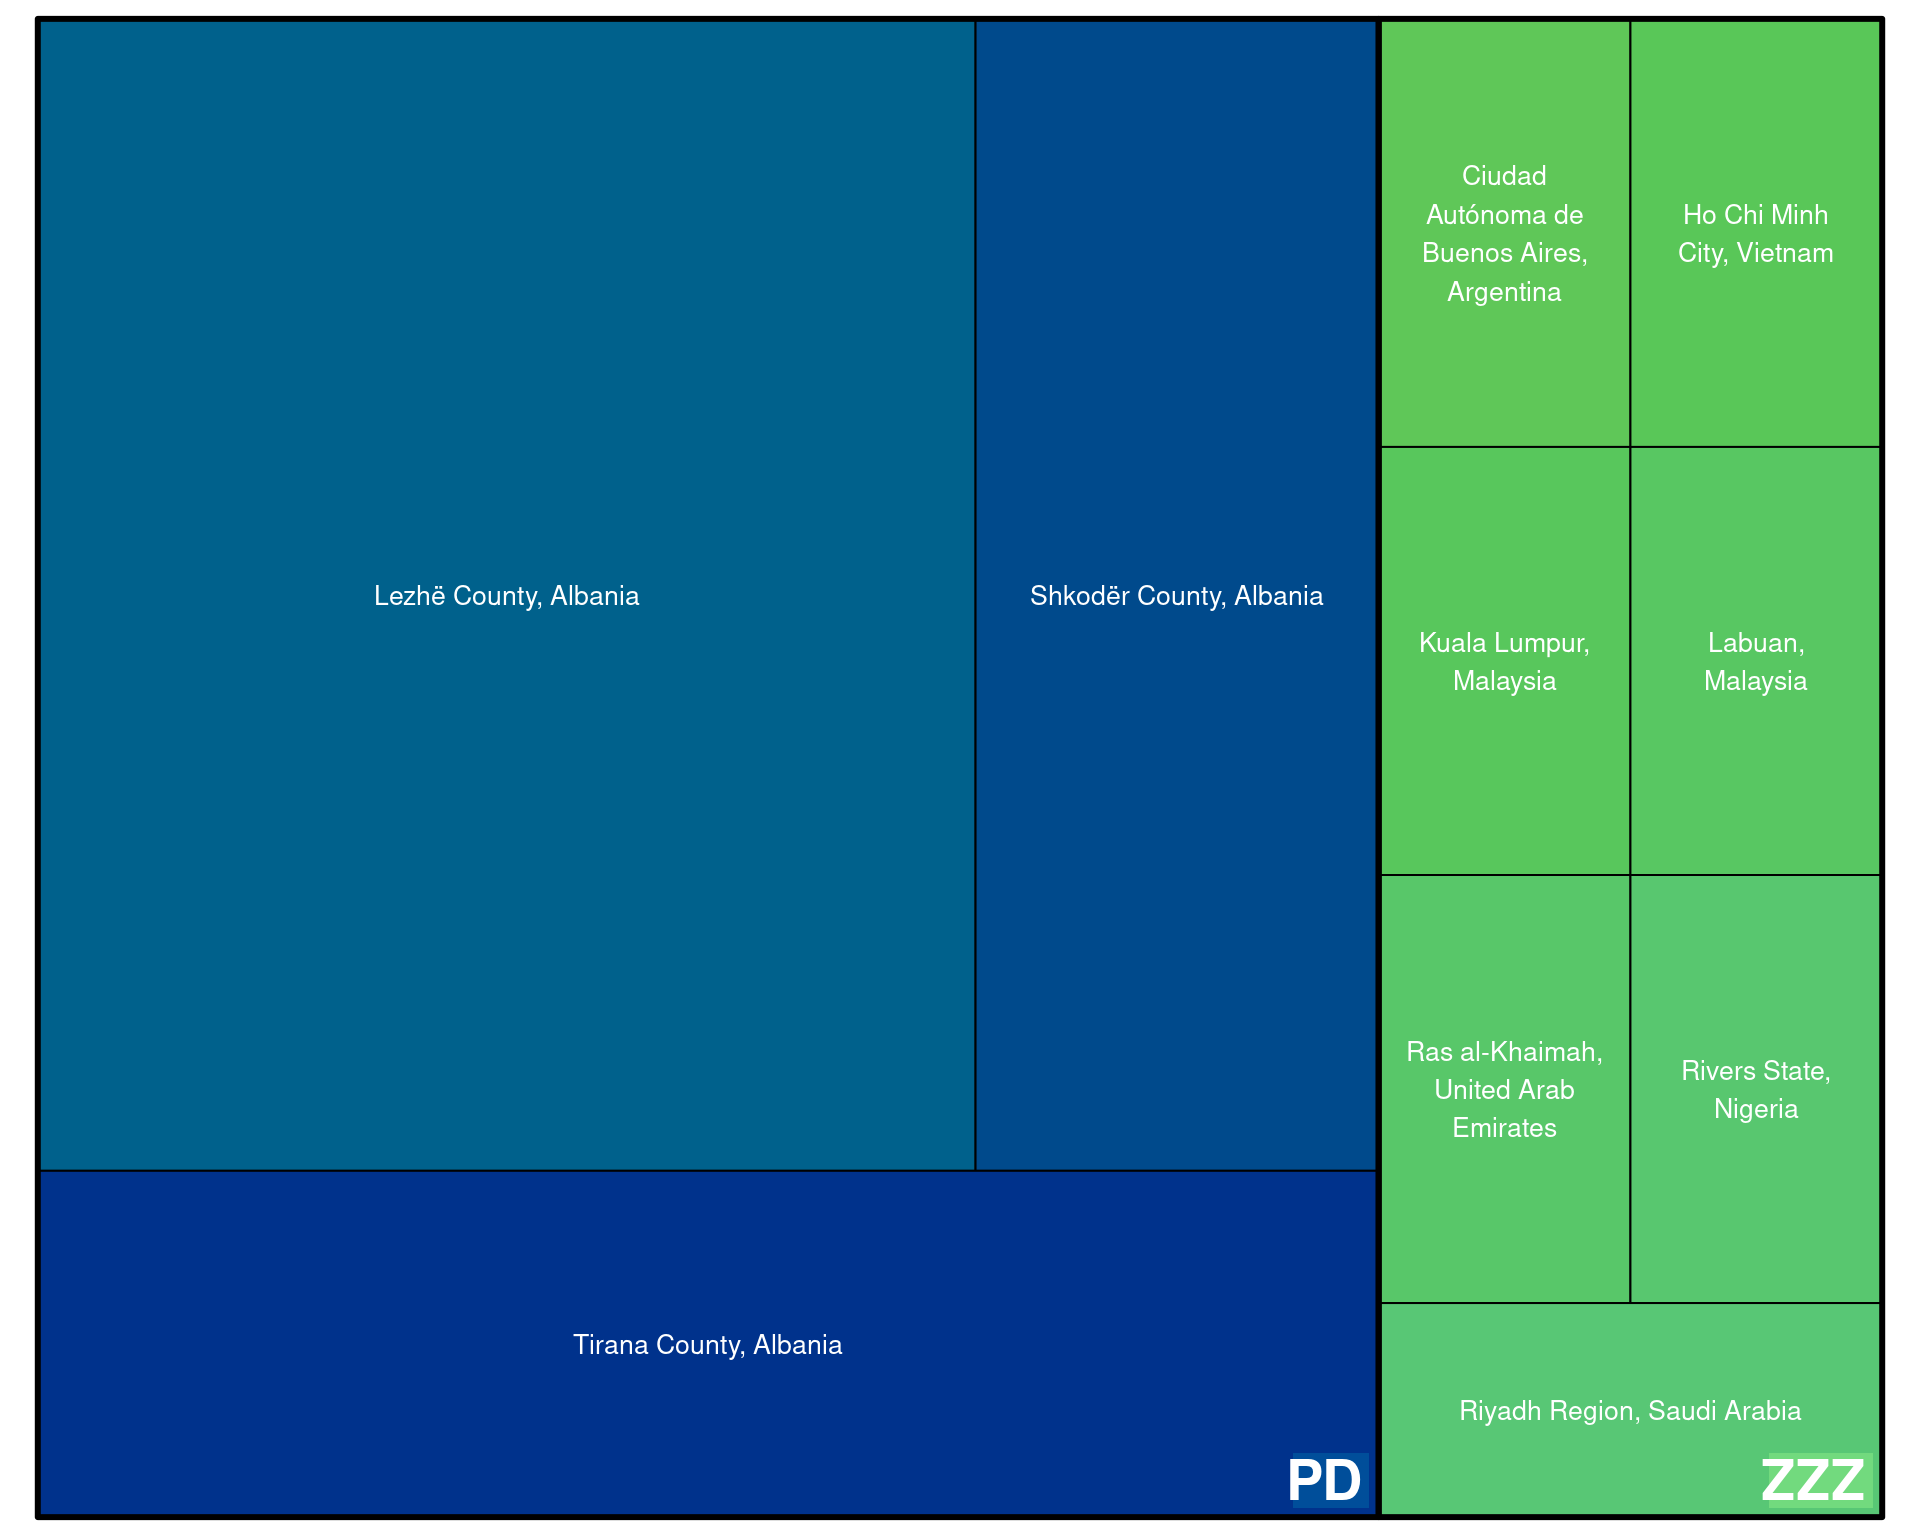 Lezhë County, Albania
Shkodër County, Albania
Tirana County, Albania
PD
Ciudad
Autónoma de
Buenos Aires,
Argentina
Ho Chi Minh
City, Vietnam
Kuala Lumpur,
Malaysia
Labuan,
Malaysia
Ras al-Khaimah,
United Arab
Emirates
Rivers State,
Nigeria
Riyadh Region, Saudi Arabia
ZZZ